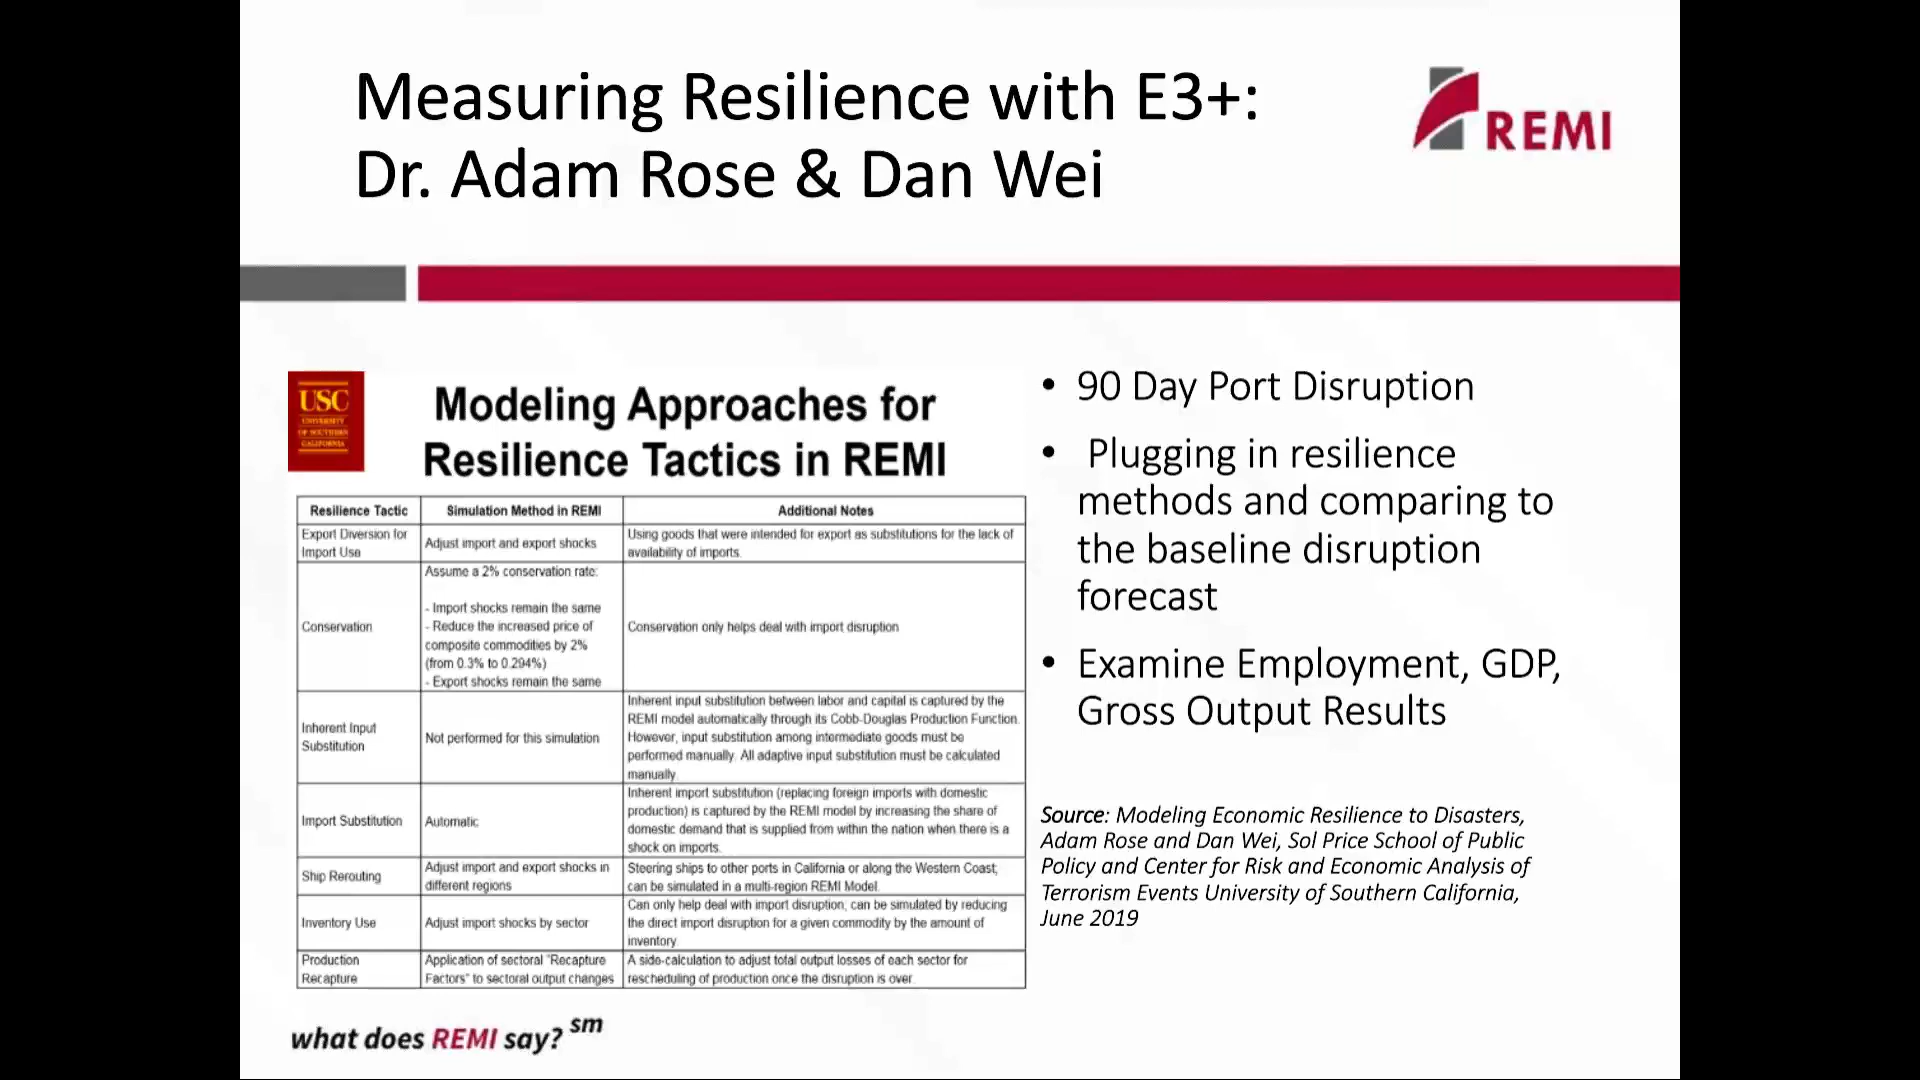 Measuring Resilience with E3+:
Dr. Adam Rose & Dan Wei
REMI
USC
UNIVERSITY
OF SOUTHERN
CALIFORNIA
Modeling Approaches for
Resilience Tactics in REMI
Resilience Tactic
Simulation Method in REMI
Additional Notes
Export Diversion for
Import Use
Adjust import and export shocks
Using goods that were intended for export as substitutions for the lack of
availability of imports.
Conservation
Assume a 2% conservation rate:
- Import shocks remain the same
- Reduce the increased price of
composite commodities by 2%
(from 0.3% to 0.294%)
- Export shocks remain the same
Conservation only helps deal with import disruption
Inherent Input
Substitution
Not performed for this simulation
Inherent input substitution between labor and capital is captured by the
REMI model automatically through its Cobb-Douglas Production Function.
However, input substitution among intermediate goods must be
performed manually. All adaptive input substitution must be calculated
manually.
Import Substitution
Automatic
Inherent import substitution (replacing foreign imports with domestic
production) is captured by the REMI model by increasing the share of
domestic demand that is supplied from within the nation when there is a
shock on imports.
Ship Rerouting
Adjust import and export shocks in
different regions
Steering ships to other ports in California or along the Western Coast;
can be simulated in a multi-region REMI Model.
Inventory Use
Adjust import shocks by sector
Can only help deal with import disruption; can be simulated by reducing
the direct import disruption for a given commodity by the amount of
inventory
Production
Recapture
Application of sectoral "Recapture
Factors" to sectoral output changes
A side-calculation to adjust total output losses of each sector for
rescheduling of production once the disruption is over.
• 90 Day Port Disruption
• Plugging in resilience
methods and comparing to
the baseline disruption
forecast
• Examine Employment, GDP,
Gross Output Results
Source: Modeling Economic Resilience to Disasters,
Adam Rose and Dan Wei, Sol Price School of Public
Policy and Center for Risk and Economic Analysis of
Terrorism Events University of Southern California,
June 2019
what does REMI say? sm